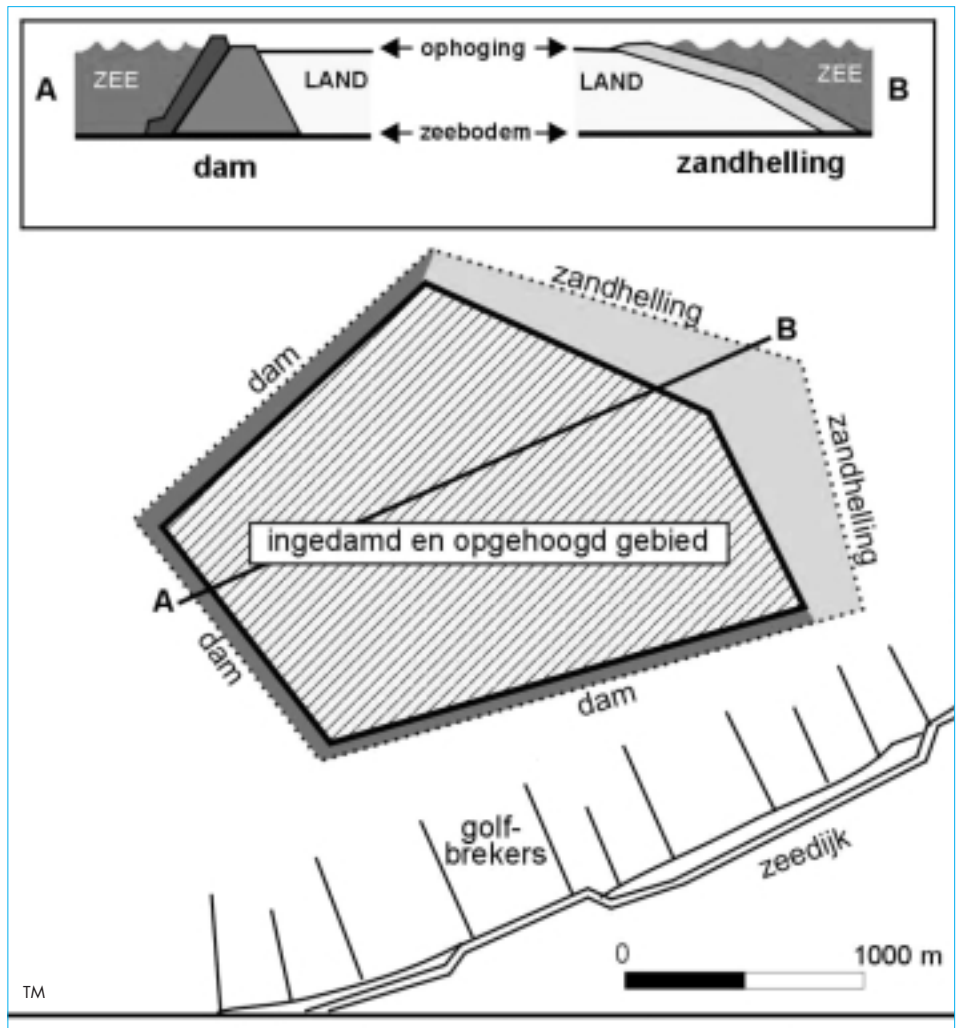 A
ZEE
LAND
ophoging
LAND
ZEE
B
zeebodem
dam
zandhelling
zandhelling
B
dam
zandhelling
ingedamd en opgehoogd gebied
A
dam
dam
golf-
brekers
zeedijk
0
1000 m
TM